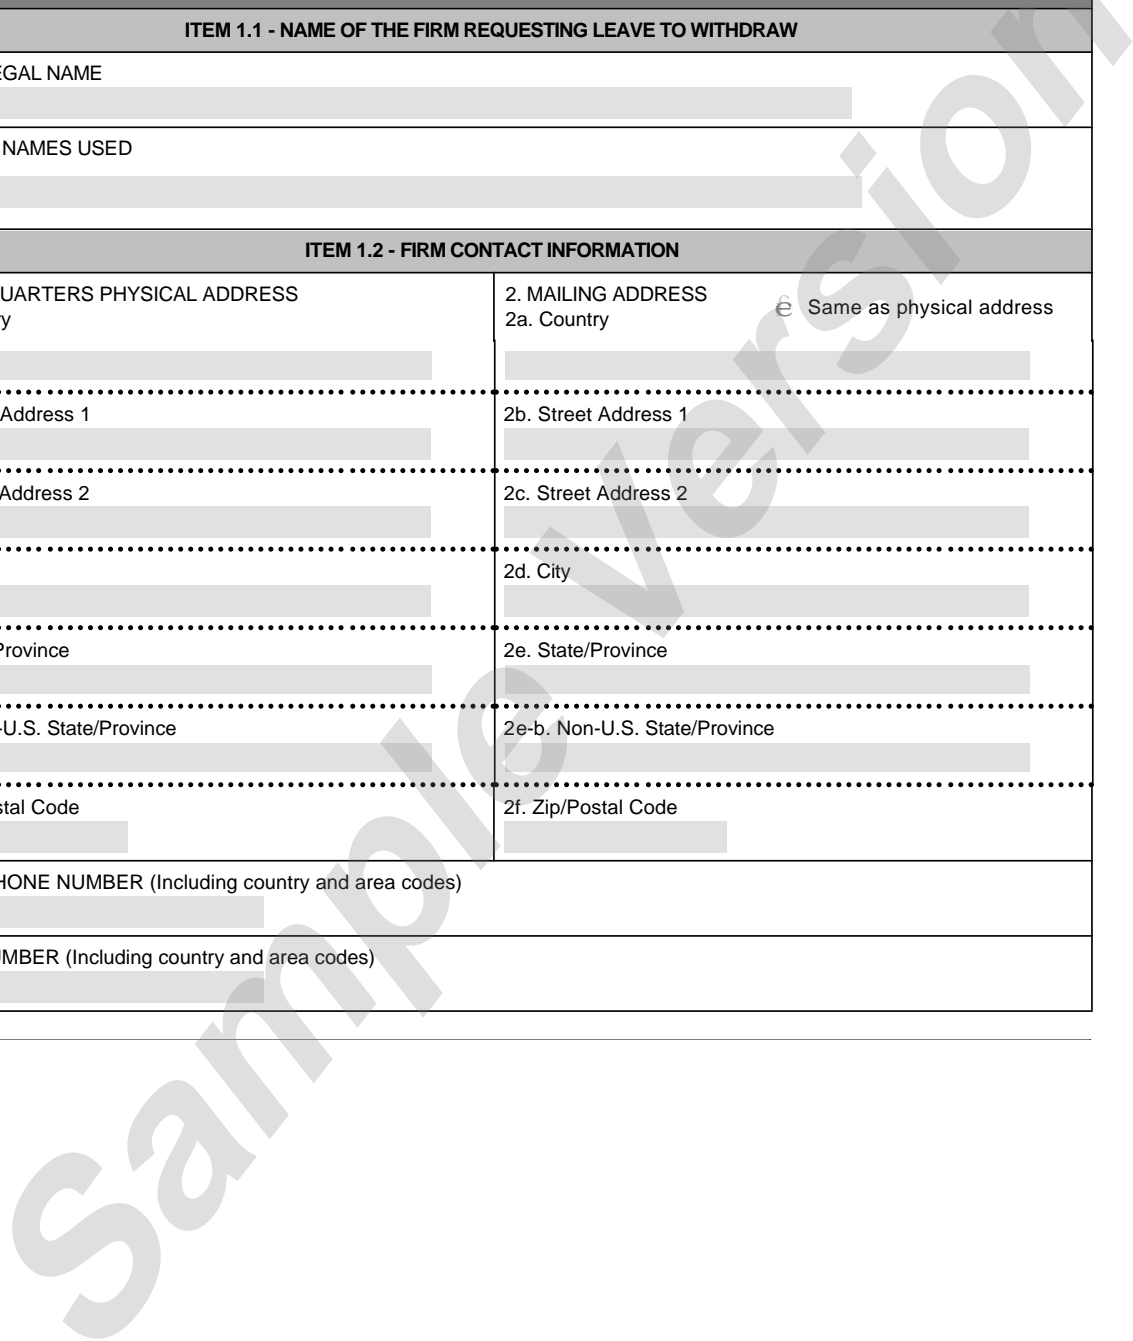 ITEM 1.1 - NAME OF THE FIRM REQUESTING LEAVE TO WITHDRAW
EGAL NAME
NAMES USED
ITEM 1.2 - FIRM CONTACT INFORMATION
UARTERS PHYSICAL ADDRESS
ry
2. MAILING ADDRESS
2a. Country
Same as physical address
Address 1
2b. Street Address 1
Address 2
2c. Street Address 2
2d. City
Province
2e. State/Province
-U.S. State/Province
2e-b. Non-U.S. State/Province
stal Code
2f. Zip/Postal Code
HONE NUMBER (Including country and area codes)
UMBER (Including country and area codes)
Sample Version